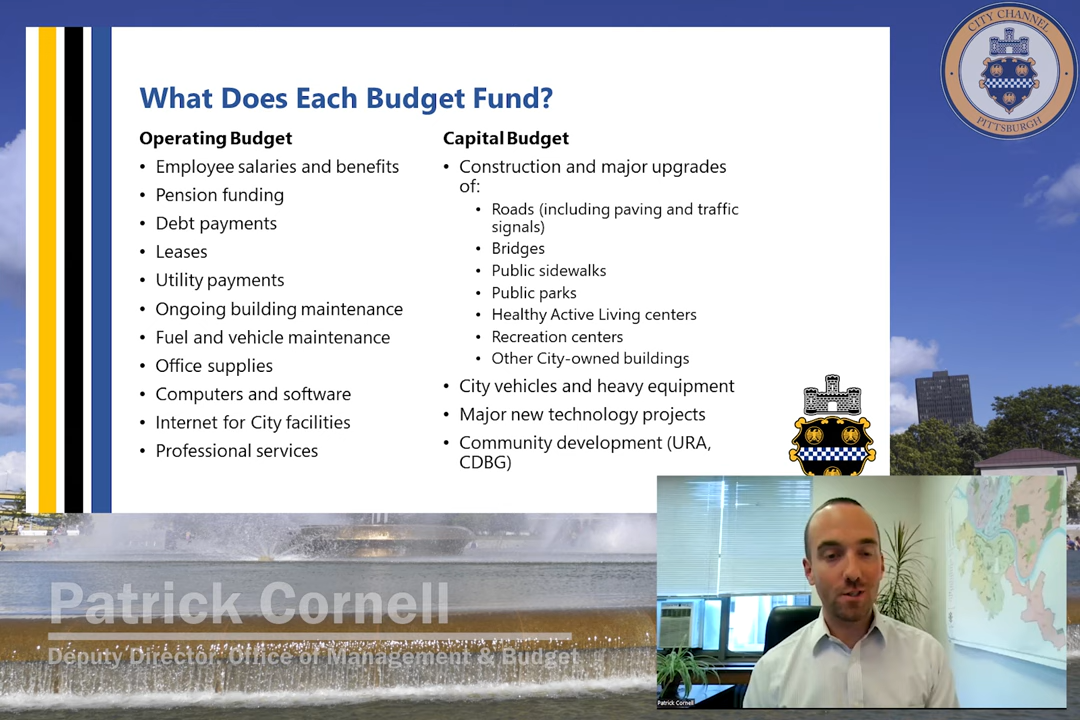 CITY CHANNEL
PITTSBURGH
What Does Each Budget Fund?
Operating Budget
• Employee salaries and benefits
• Pension funding
• Debt payments
• Leases
• Utility payments
• Ongoing building maintenance
• Fuel and vehicle maintenance
• Office supplies
• Computers and software
• Internet for City facilities
• Professional services
Capital Budget
• Construction and major upgrades
of:
• Roads (including paving and traffic
signals)
• Bridges
• Public sidewalks
• Public parks
• Healthy Active Living centers
• Recreation centers
• Other City-owned buildings
• City vehicles and heavy equipment
• Major new technology projects
• Community development (URA,
CDBG)
Patrick Cornell
Deputy Director, Office of Management & Budget
Patrick Cornell